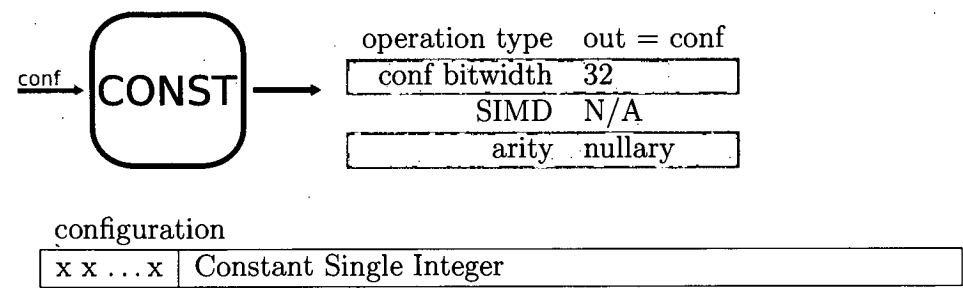 conf
CONST
operation type out = conf
conf bitwidth 32
SIMD N/A
arity nullary
configuration
x x ... x Constant Single Integer